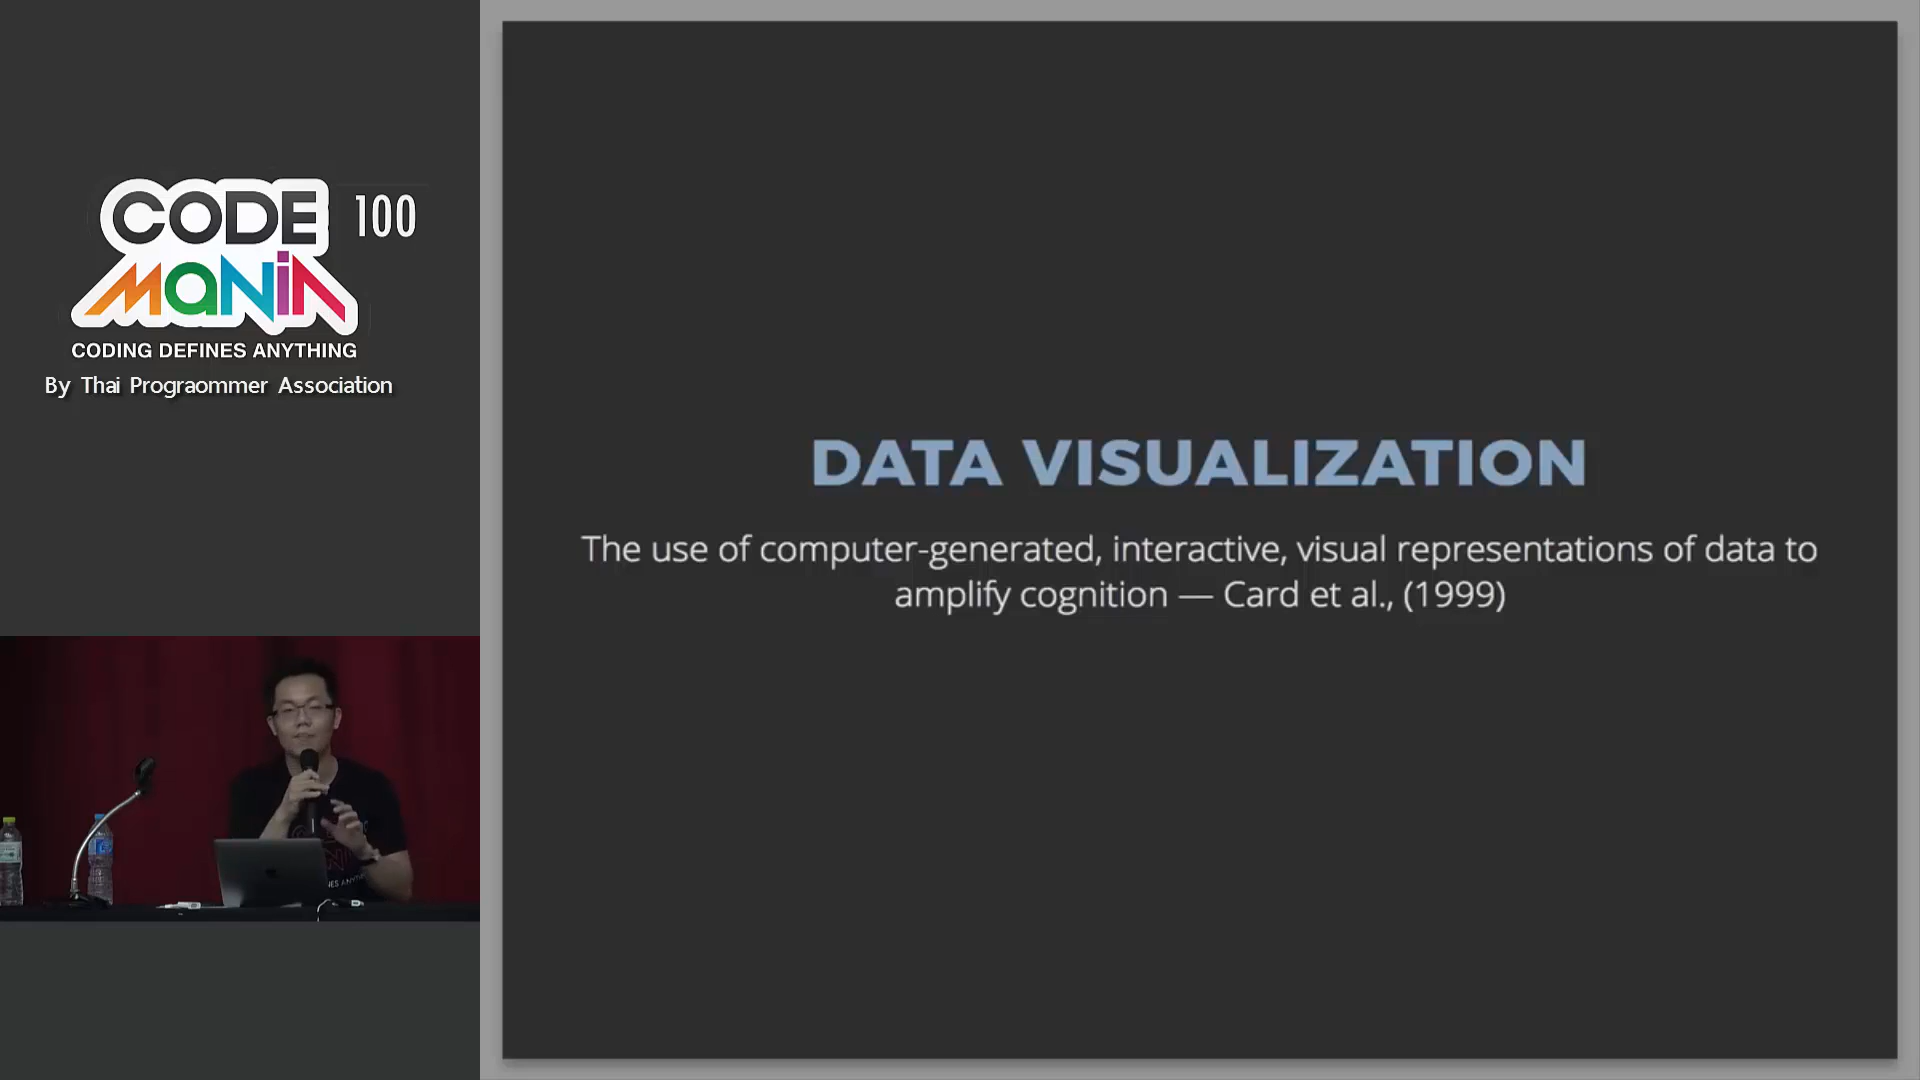 CODE 100
MANIA
CODING DEFINES ANYTHING
By Thai Prograommer Association
DATA VISUALIZATION
The use of computer-generated, interactive, visual representations of data to
amplify cognition — Card et al., (1999)